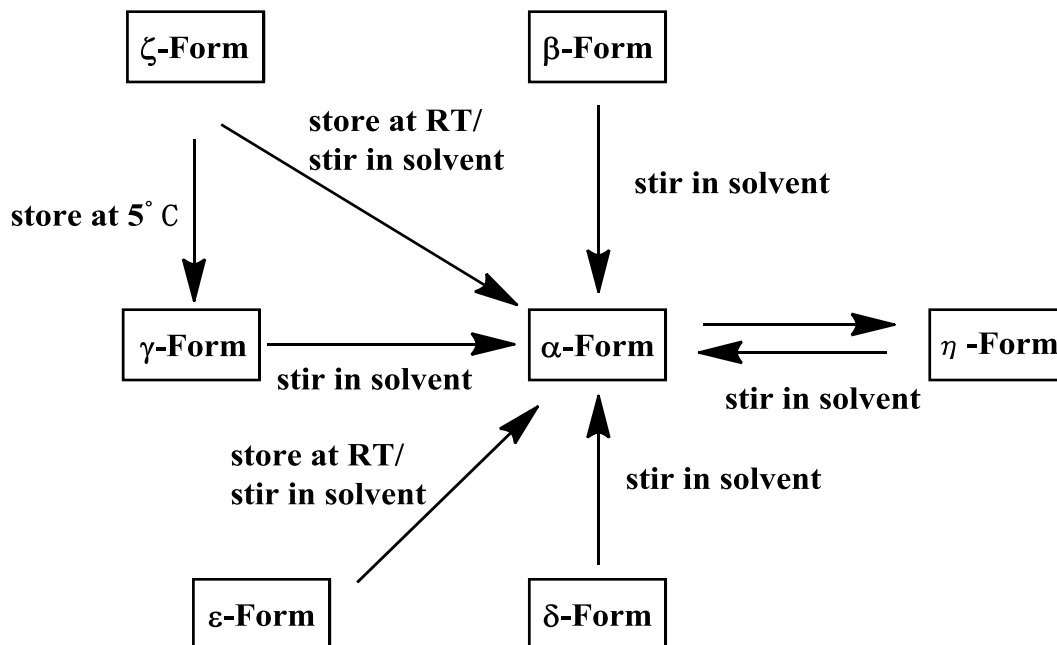 ζ-Form
β-Form
store at RT/
stir in solvent
stir in solvent
store at 5° C
γ-Form
α-Form
η -Form
stir in solvent
stir in solvent
store at RT/
stir in solvent
stir in solvent
ε-Form
δ-Form